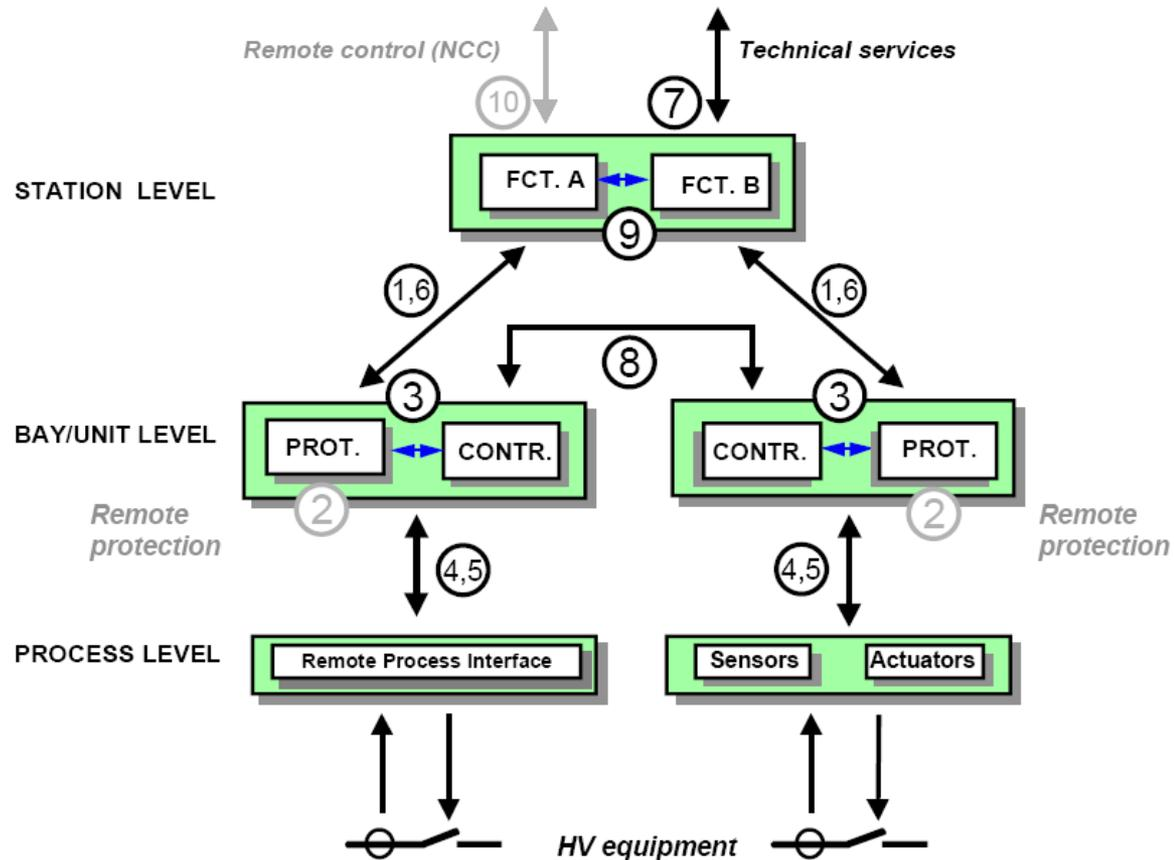 Remote control (NCC)
Technical services
10
7
STATION LEVEL
FCT. A
FCT. B
9
1,6
1,6
8
3
3
BAY/UNIT LEVEL
PROT.
CONTR.
CONTR.
PROT.
2
2
Remote
protection
Remote
protection
4,5
4,5
PROCESS LEVEL
Remote Process Interface
Sensors
Actuators
HV equipment